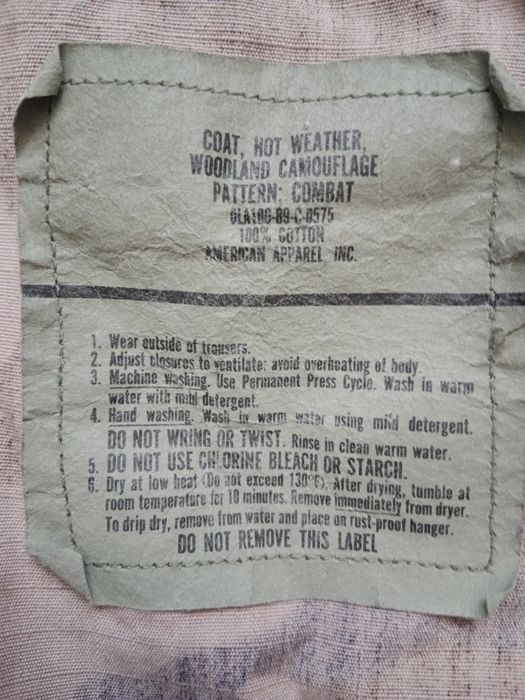 COAT, HOT WEATHER,
WOODLAND CAMOUFLAGE
PATTERN: COMBAT
DLA100-89-C-0575
100% COTTON
AMERICAN APPAREL, INC.
1. Wear outside of trousers.
2. Adjust closures to ventilate: avoid overheating of body.
3. Machine washing. Use Permanent Press Cycle. Wash in warm
water with mild detergent.
4. Hand washing. Wash in warm water using mild detergent.
DO NOT WRING OR TWIST. Rinse in clean warm water.
5. DO NOT USE CHLORINE BLEACH OR STARCH.
6. Dry at low heat (Do not exceed 130°F). After drying, tumble at
room temperature for 10 minutes. Remove immediately from dryer.
To drip dry, remove from water and place on rust-proof hanger.
DO NOT REMOVE THIS LABEL